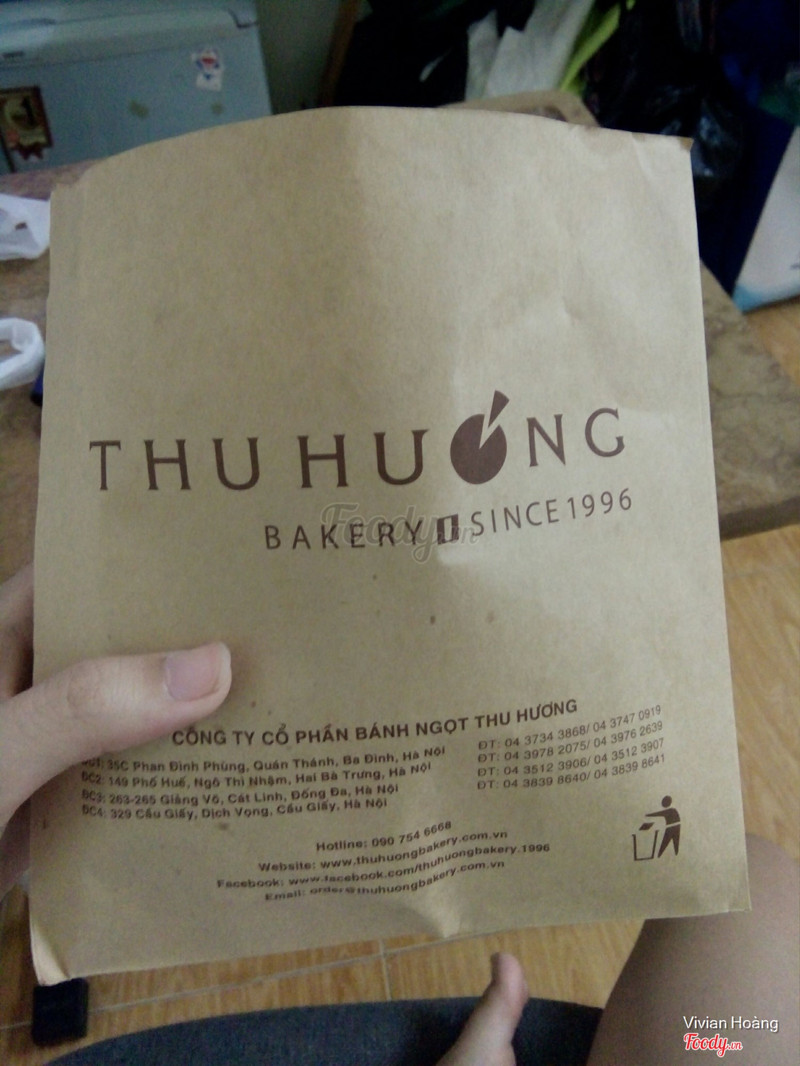 THU HƯƠNG
BAKERY SINCE 1996
Foody.vn
CÔNG TY CỔ PHẦN BÁNH NGỌT THU HƯƠNG
ĐC1: 35C Phan Đình Phùng, Quán Thánh, Ba Đình, Hà Nội ĐT: 04 3734 3868/ 04 3747 0919
ĐC2: 149 Phố Huế, Ngô Thì Nhậm, Hai Bà Trưng, Hà Nội ĐT: 04 3978 2075/ 04 3976 2639
ĐC3: 263-265 Giảng Võ, Cát Linh, Đống Đa, Hà Nội ĐT: 04 3512 3906/ 04 3512 3907
ĐC4: 329 Cầu Giấy, Dịch Vọng, Cầu Giấy, Hà Nội ĐT: 04 3839 8640/ 04 3839 8641
Hotline: 090 754 6668
Website: www.thuhuongbakery.com.vn
Facebook: www.facebook.com/thuhuongbakery.1996
Email: order@thuhuongbakery.com.vn
Vivian Hoàng
Foody.vn